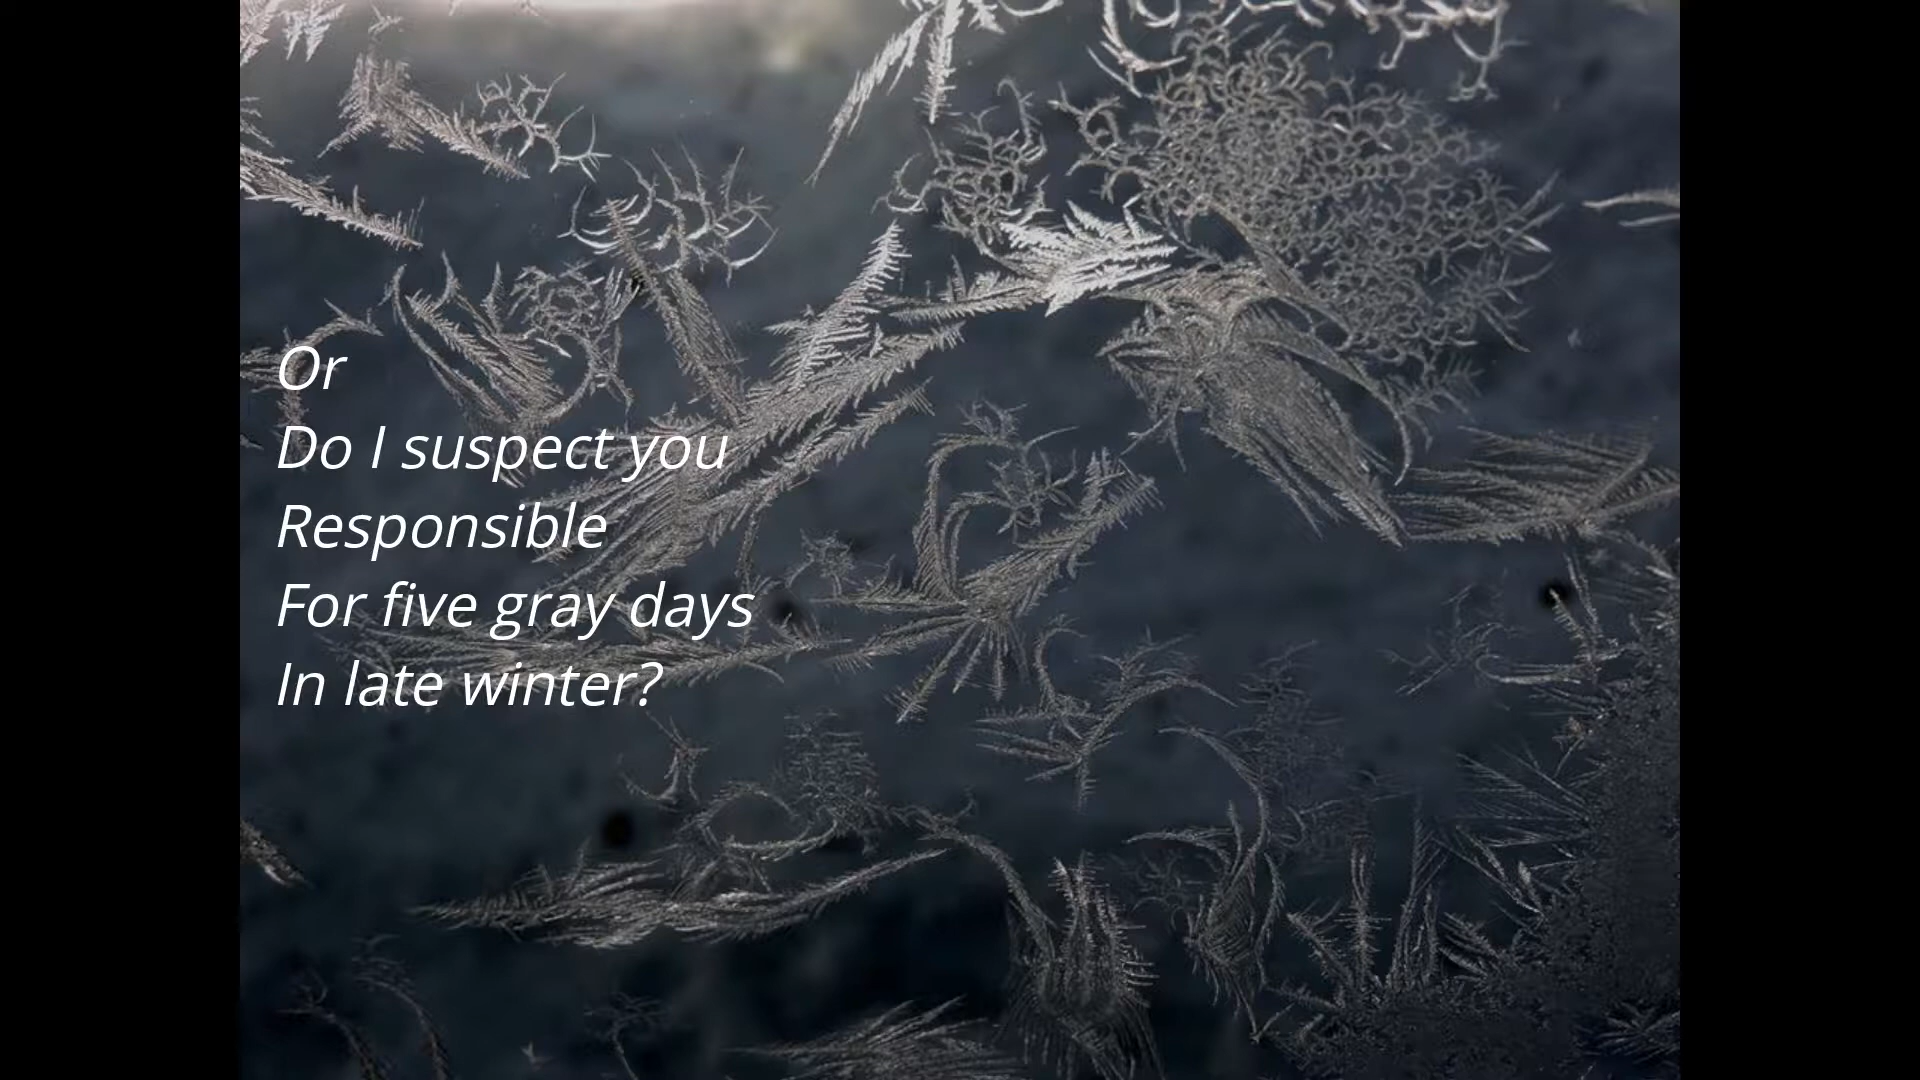 Or
Do I suspect you
Responsible
For five gray days
In late winter?